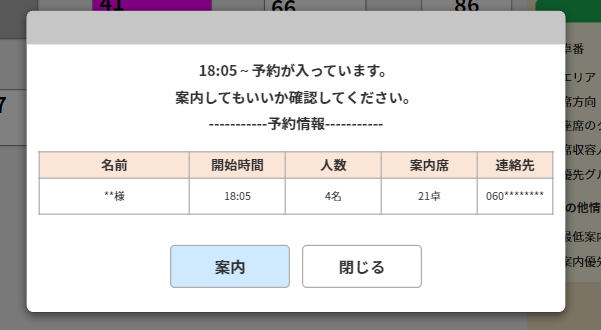 41
66
86
7
18:05～予約が入っています。
案内してもいいか確認してください。
-----------予約情報-----------
名前 開始時間 人数 案内席 連絡先
**様 18:05 4名 21卓 060********
案内 閉じる
卓番
エリア
席方向
座席の
席収容
優先グル
の他情
最低案内
案内優先